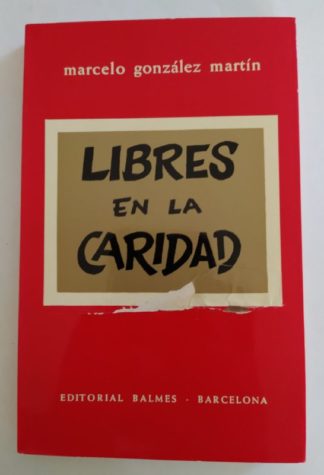 marcelo gonzález martín
LIBRES
EN LA
CARIDAD
EDITORIAL BALMES - BARCELONA